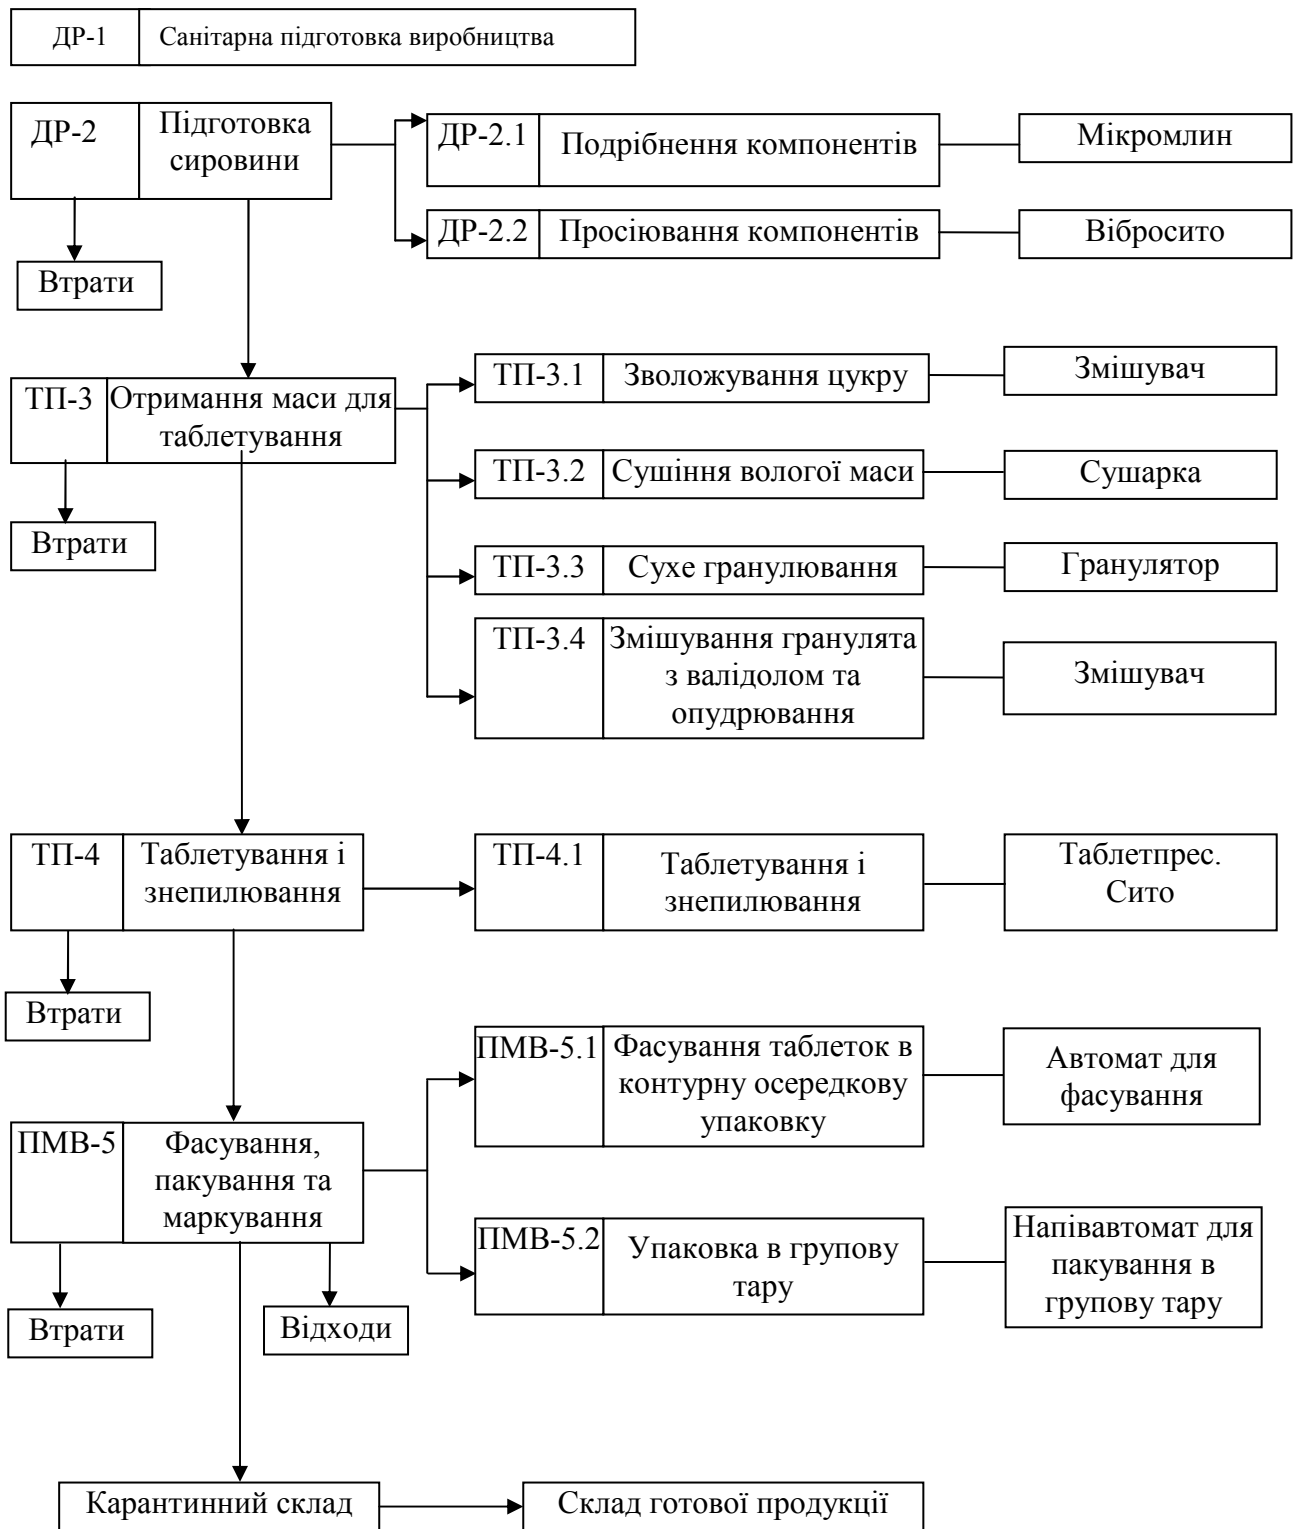 ДР-1 Санітарна підготовка виробництва
ДР-2 Підготовка
сировини
ДР-2.1 Подрібнення компонентів
Мікромлин
ДР-2.2 Просіювання компонентів
Вібросито
Втрати
ТП-3 Отримання маси для
таблетування
ТП-3.1 Зволожування цукру
Змішувач
ТП-3.2 Сушіння вологої маси
Сушарка
Втрати
ТП-3.3 Сухе гранулювання
Гранулятор
ТП-3.4 Змішування гранулята
з валідолом та
опудрювання
Змішувач
ТП-4 Таблетування і
знепилювання
ТП-4.1 Таблетування і
знепилювання
Таблетпрес.
Сито
Втрати
ПМВ-5 Фасування,
пакування та
маркування
ПМВ-5.1 Фасування таблеток в
контурну осередкову
упаковку
Автомат для
фасування
ПМВ-5.2 Упаковка в групову
тару
Напівавтомат для
пакування в
групову тару
Втрати
Відходи
Карантинний склад
Склад готової продукції